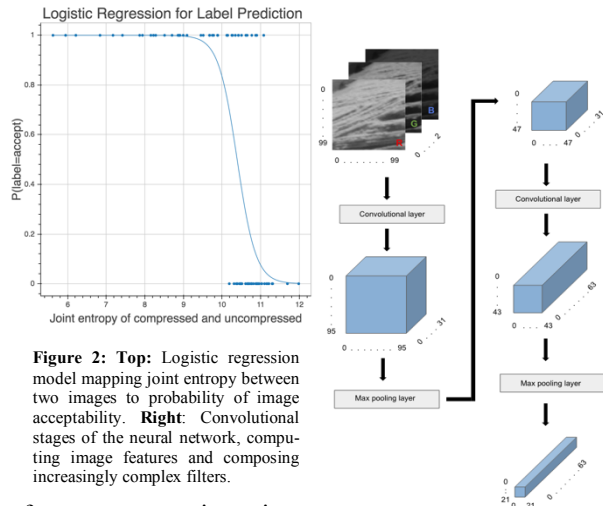 Logistic Regression for Label Prediction
P(label=accept)
1
0.8
0.6
0.4
0.2
0
6 7 8 9 10 11 12
Joint entropy of compressed and uncompressed
Figure 2: Top: Logistic regression
model mapping joint entropy between
two images to probability of image
acceptability. Right: Convolutional
stages of the neural network, compu-
ting image features and composing
increasingly complex filters.
B
G
R
0 . . . . 99
0 . . . . . . 99
0 . . . 2
Convolutional layer
0 . . . . 95
0 . . . . . . 95
0 . . . . 31
Max pooling layer
0 . . . . 47
0 . . . . 47
0 . . . . 31
Convolutional layer
0 . . . . 43
0 . . . . 43
0 . . . . . . 63
Max pooling layer
0 . . 21
0 . . 21
0 . . . . . . 63